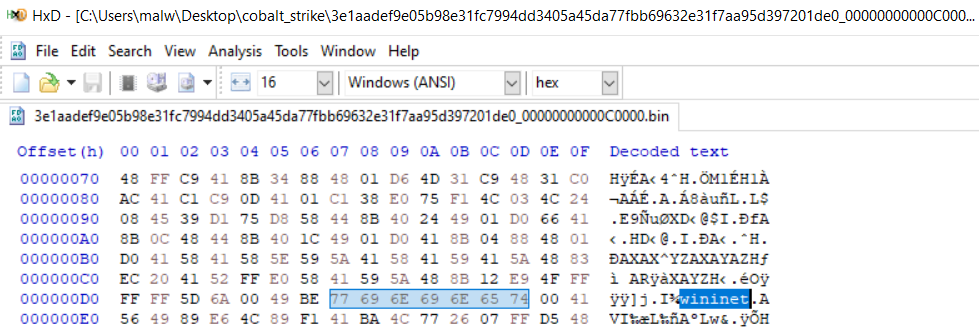 HxD - [C:\Users\malw\Desktop\cobalt_strike\3e1aadef9e05b98e31fc7994dd3405a45da77fbb69632e31f7aa95d397201de0_00000000000C000...
File Edit Search View Analysis Tools Window Help
16 Windows (ANSI) hex
3e1aadef9e05b98e31fc7994dd3405a45da77fbb69632e31f7aa95d397201de0_00000000000C0000.bin
Offset(h) 00 01 02 03 04 05 06 07 08 09 0A 0B 0C 0D 0E 0F Decoded text
00000070 48 FF C9 41 8B 34 88 48 01 D6 4D 31 C9 48 31 C0 HÿÉA‹4ˆH.ÖM1ÉH1À
00000080 AC 41 C1 C9 0D 41 01 C1 38 E0 75 F1 4C 03 4C 24 ¬AÁÉ.A.Á8àuñL.L$
00000090 08 45 39 D1 75 D8 58 44 8B 40 24 49 01 D0 66 41 .E9ÑuØXD‹@$I.ÐfA
000000A0 8B 0C 48 44 8B 40 1C 49 01 D0 41 8B 04 88 48 01 ‹.HD‹@.I.ÐA‹.ˆH.
000000B0 D0 41 58 41 58 5E 59 5A 41 58 41 59 41 5A 48 83 ÐAXAX^YZAXAYAZHƒ
000000C0 EC 20 41 52 FF E0 58 41 59 5A 48 8B 12 E9 4F FF ì ARÿàXAYZH‹.éOÿ
000000D0 FF FF 5D 6A 00 49 BE 77 69 6E 69 6E 65 74 00 41 ÿÿ]j.I¾wininet.A
000000E0 56 49 89 E6 4C 89 F1 41 BA 4C 77 26 07 FF D5 48 VI‰æL‰ñAºLw&.ÿÕH